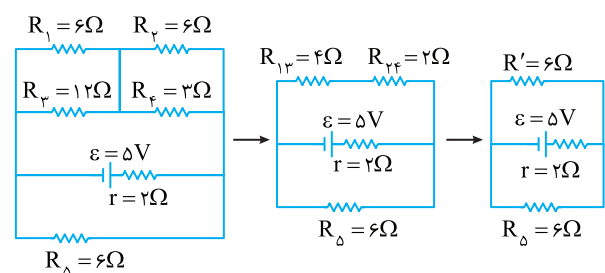 R۱ = ۶Ω R۲ = ۶Ω
R۳ = ۱۲Ω R۴ = ۳Ω
ε = ۵V
r = ۲Ω
R۵ = ۶Ω
R۱۳ = ۴Ω R۲۴ = ۲Ω
ε = ۵V
r = ۲Ω
R۵ = ۶Ω
R′ = ۶Ω
ε = ۵V
r = ۲Ω
R۵ = ۶Ω